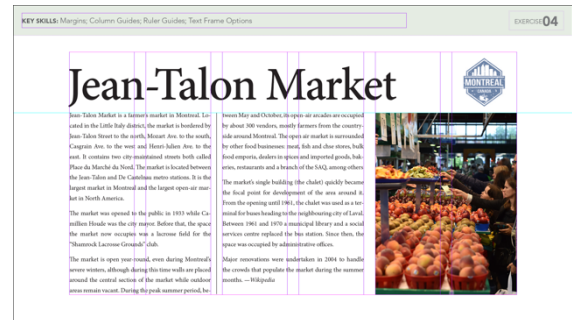 KEY SKILLS: Margins; Column Guides; Ruler Guides; Text Frame Options
EXERCISE 04
Jean-Talon Market
MONTREAL
CANADA
Jean-Talon Market is a farmer's market in Montreal. Lo-
cated in the Little Italy district, the market is bordered by
Jean-Talon Street to the north, Mozart Ave. to the south,
Casgrain Ave. to the west and Henri-Julien Ave. to the
east. It contains two city-maintained streets both called
Place du Marché du Nord. The market is located between
the Jean-Talon and De Castelnau metro stations. It is the
largest market in Montreal and the largest open-air mar-
ket in North America.
The market was opened to the public in 1933 while Ca-
millien Houde was the city mayor. Before that, the space
the market now occupies was a lacrosse field for the
"Shamrock Lacrosse Grounds" club.
The market is open year-round, even during Montreal's
severe winters, although during this time walls are placed
around the central section of the market while outdoor
areas remain vacant. During the peak summer period, be-
tween May and October, its open-air arcades are occupied
by about 300 vendors, mostly farmers from the country-
side around Montreal. The open air market is surrounded
by other food businesses: meat, fish and choc stores, bulk
food emports, dealers in spices and imported goods, bak-
eries, restaurants and a branch of the SAQ, among others
The market's single building (the chalet) quickly became
the focal point for development of the area around it.
From the opening until 1961, the chalet was used as a ter-
minal for buses heading to the neighbouring city of Laval.
Between 1961 and 1970 a municipal library and a social
services centre replaced the bus station. Since then, the
space was occupied by administrative offices.
Major renovations were undertaken in 2004 to handle
the crowds that populates the market during the summer
months. —Wikipedia